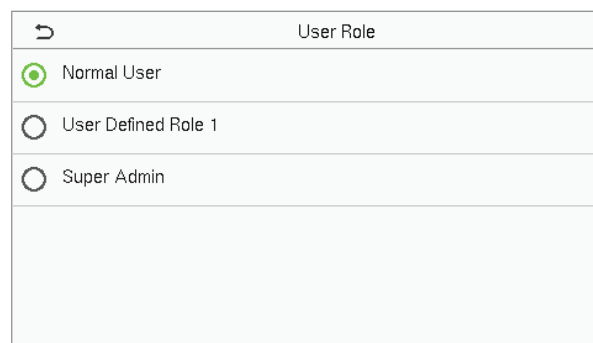 User Role
Normal User
User Defined Role 1
Super Admin